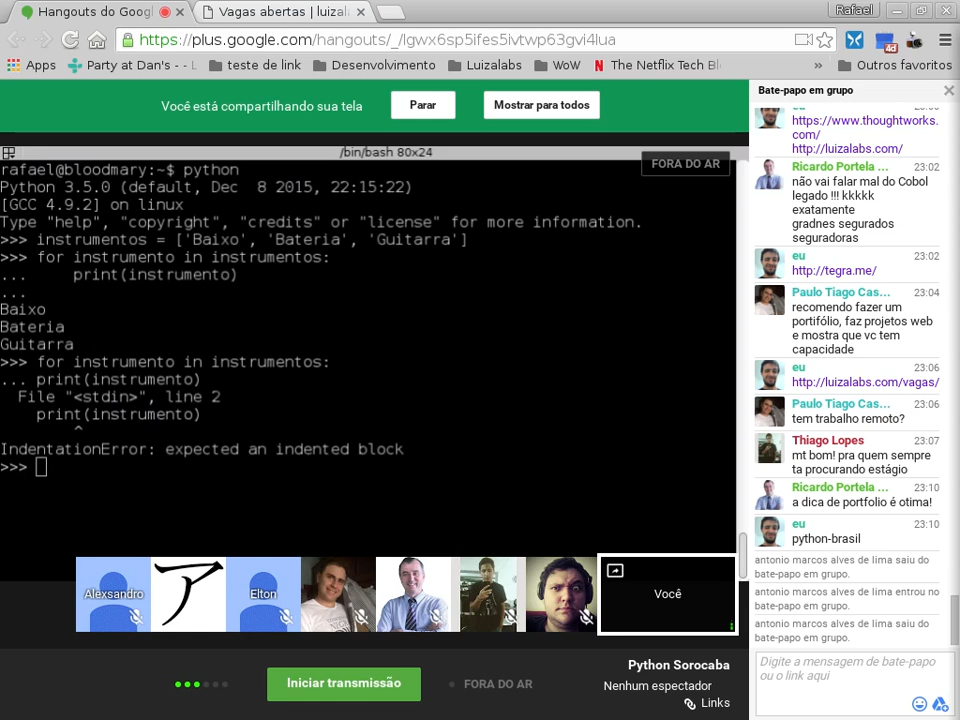 Hangouts do Goog
Vagas abertas | luizal
Rafael
https://plus.google.com/hangouts/_/lgwx6sp5ifes5ivtwp63gvi4lua
4d
Apps
Party at Dan's - - L
teste de link
Desenvolvimento
Luizalabs
WoW
N The Netflix Tech Bl
»
Outros favoritos
Você está compartilhando sua tela
Parar
Mostrar para todos
/bin/bash 80x24
FORA DO AR
rafael@bloodmary:~$ python
Python 3.5.0 (default, Dec  8 2015, 22:15:22)
[GCC 4.9.2] on linux
Type "help", "copyright", "credits" or "license" for more information.
>>> instrumentos = ['Baixo', 'Bateria', 'Guitarra']
>>> for instrumento in instrumentos:
...     print(instrumento)
...
Baixo
Bateria
Guitarra
>>> for instrumento in instrumentos:
... print(instrumento)
  File "<stdin>", line 2
    print(instrumento)
        ^
IndentationError: expected an indented block
>>>
Alexsandro
ア
Elton
Você
Iniciar transmissão
FORA DO AR
Python Sorocaba
Nenhum espectador
Links
Bate-papo em grupo
eu
https://www.thoughtworks.
com/
http://luizalabs.com/
Ricardo Portela ... 23:02
não vai falar mal do Cobol
legado !!! kkkkk
exatamente
gradnes segurados
seguradoras
eu 23:02
http://tegra.me/
Paulo Tiago Cas... 23:04
recomendo fazer um
portifólio, faz projetos web
e mostra que vc tem
capacidade
eu 23:06
http://luizalabs.com/vagas/
Paulo Tiago Cas... 23:06
tem trabalho remoto?
Thiago Lopes 23:07
mt bom! pra quem sempre
ta procurando estágio
Ricardo Portela ... 23:10
a dica de portfolio é otima!
eu 23:10
python-brasil
antonio marcos alves de lima saiu do
bate-papo em grupo.
antonio marcos alves de lima entrou no
bate-papo em grupo.
antonio marcos alves de lima saiu do
bate-papo em grupo.
Digite a mensagem de bate-papo
ou o link aqui